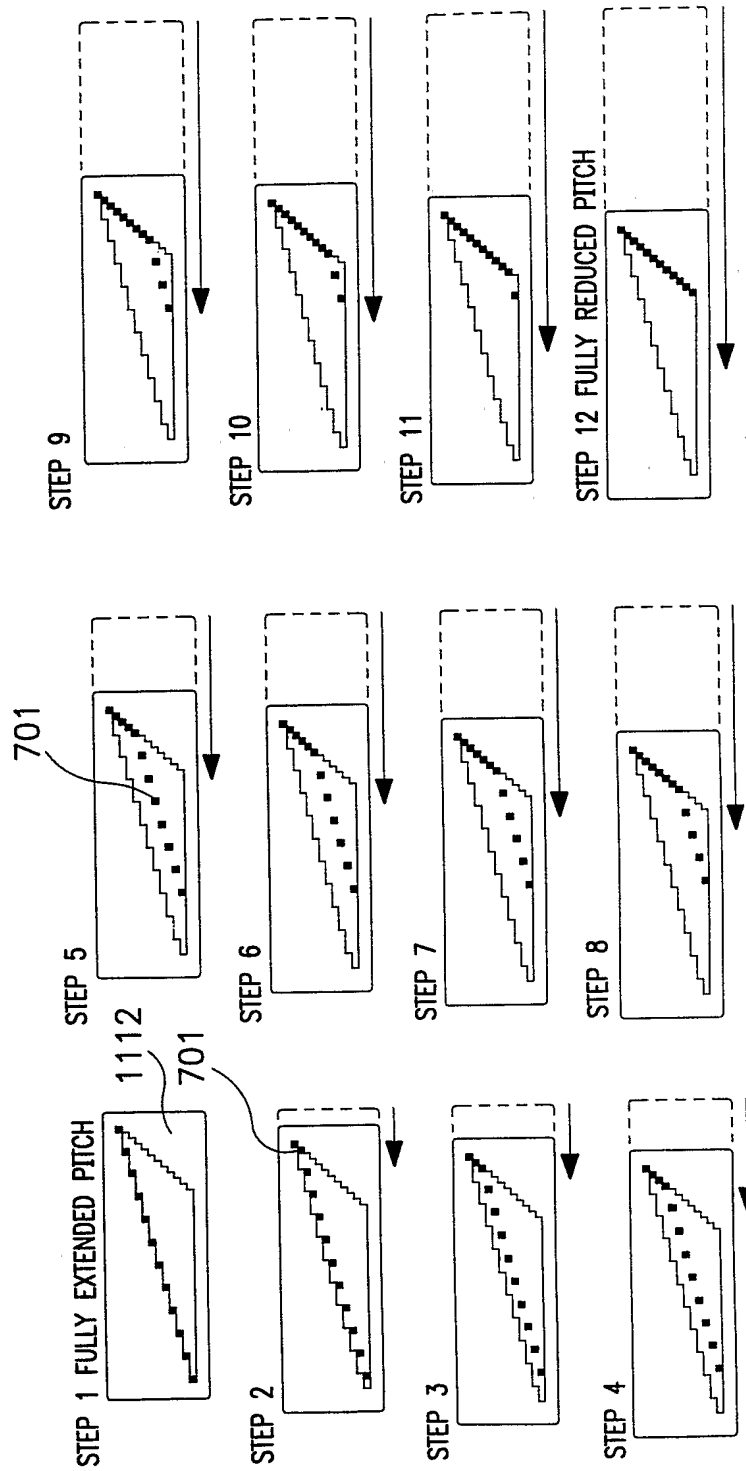 STEP 1 FULLY EXTENDED PITCH
1112
701
STEP 2
STEP 3
STEP 4
STEP 5
701
STEP 6
STEP 7
STEP 8
STEP 9
STEP 10
STEP 11
STEP 12 FULLY REDUCED PITCH